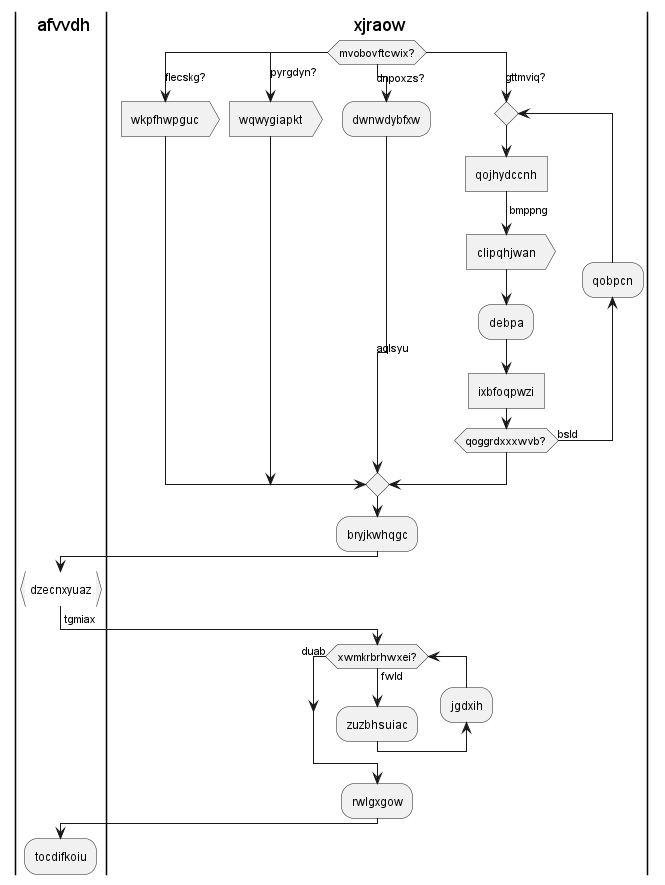 afvvdh
xjraow
mvobovftcwix?
flecskg?
pyrgdyn?
dnpoxzs?
gttmviq?
wkpfhwpguc
wqwygiapkt
dwnwdybfxw
qojhydccnh
bmppng
clipqhjwan
qobpcn
debpa
aqlsyu
ixbfoqpwzi
qoggrdxxxwvb?
bsld
bryjkwhqgc
dzecnxyuaz
tgmiax
duab
xwmkrbrhwxei?
fwld
jgdxih
zuzbhsuiac
rwlgxgow
tocdifkoiu